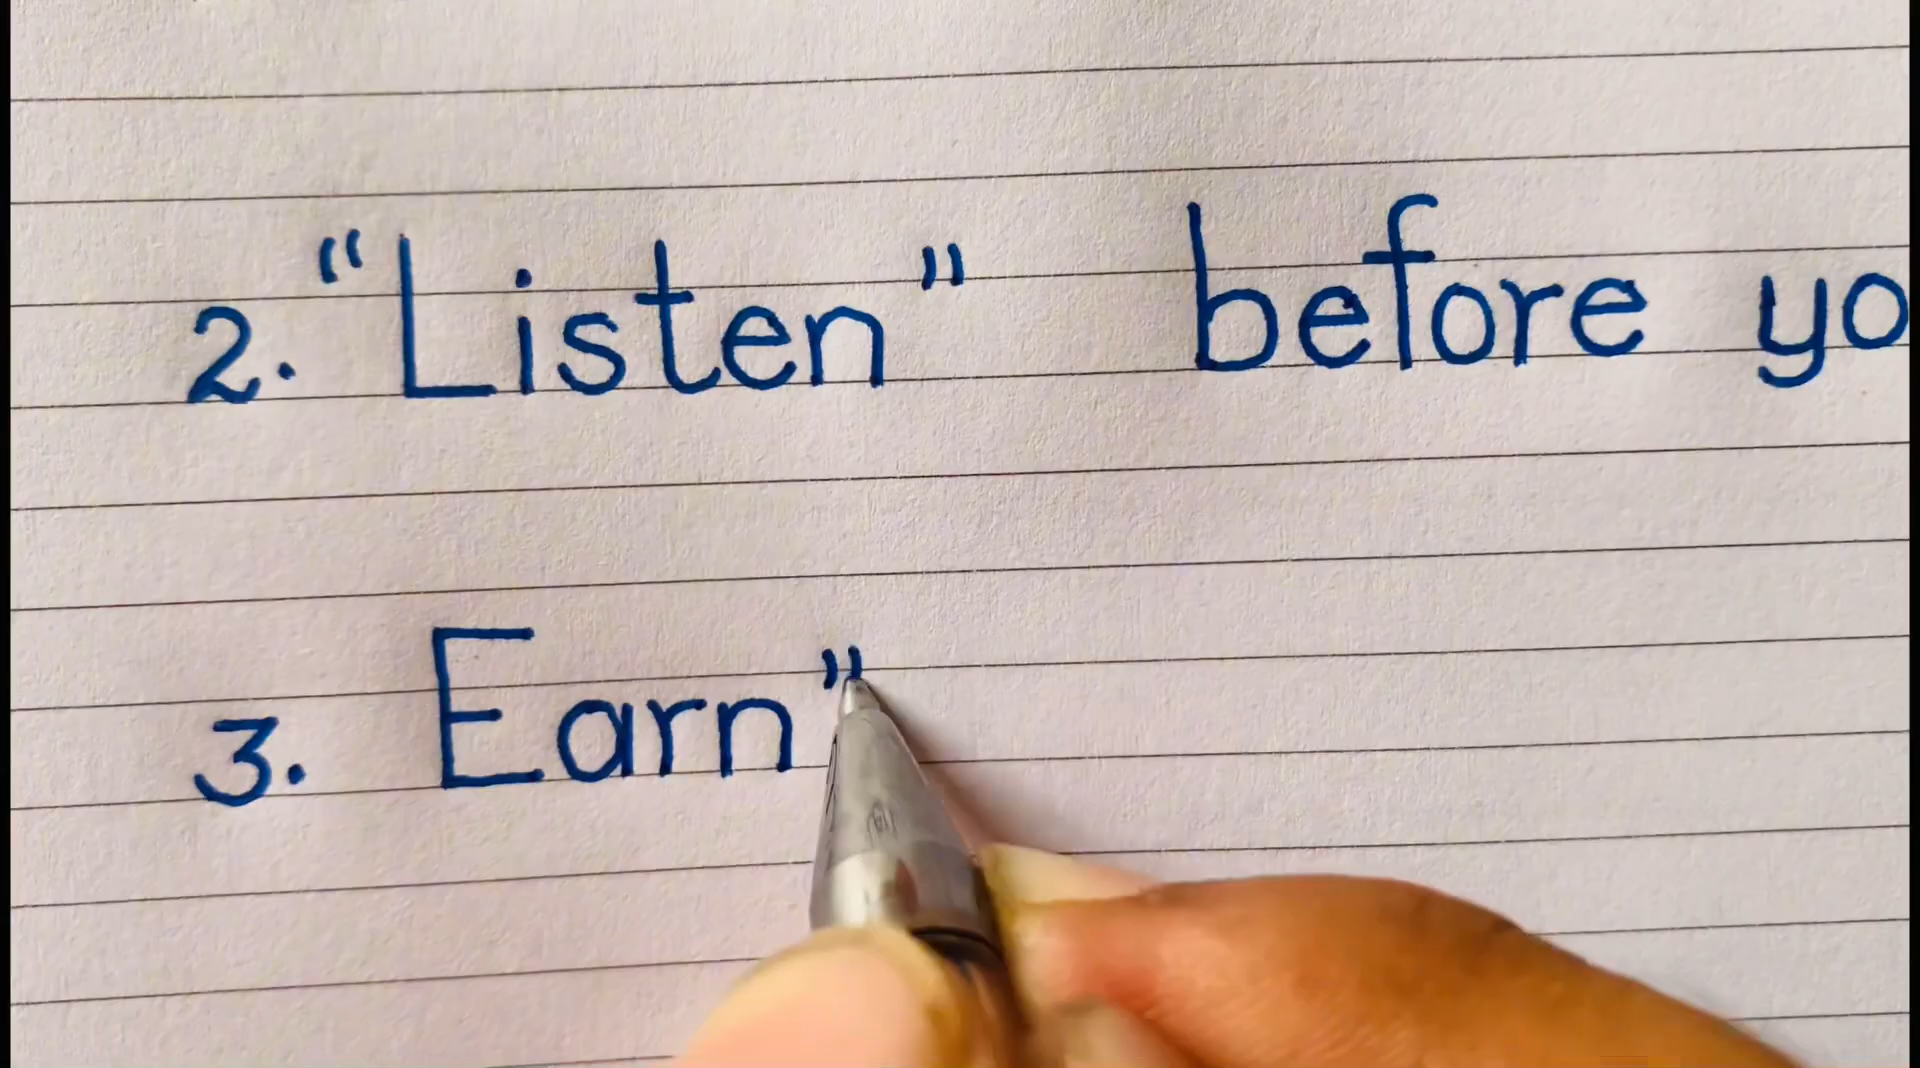 2. “Listen” before yo
3. Earn”